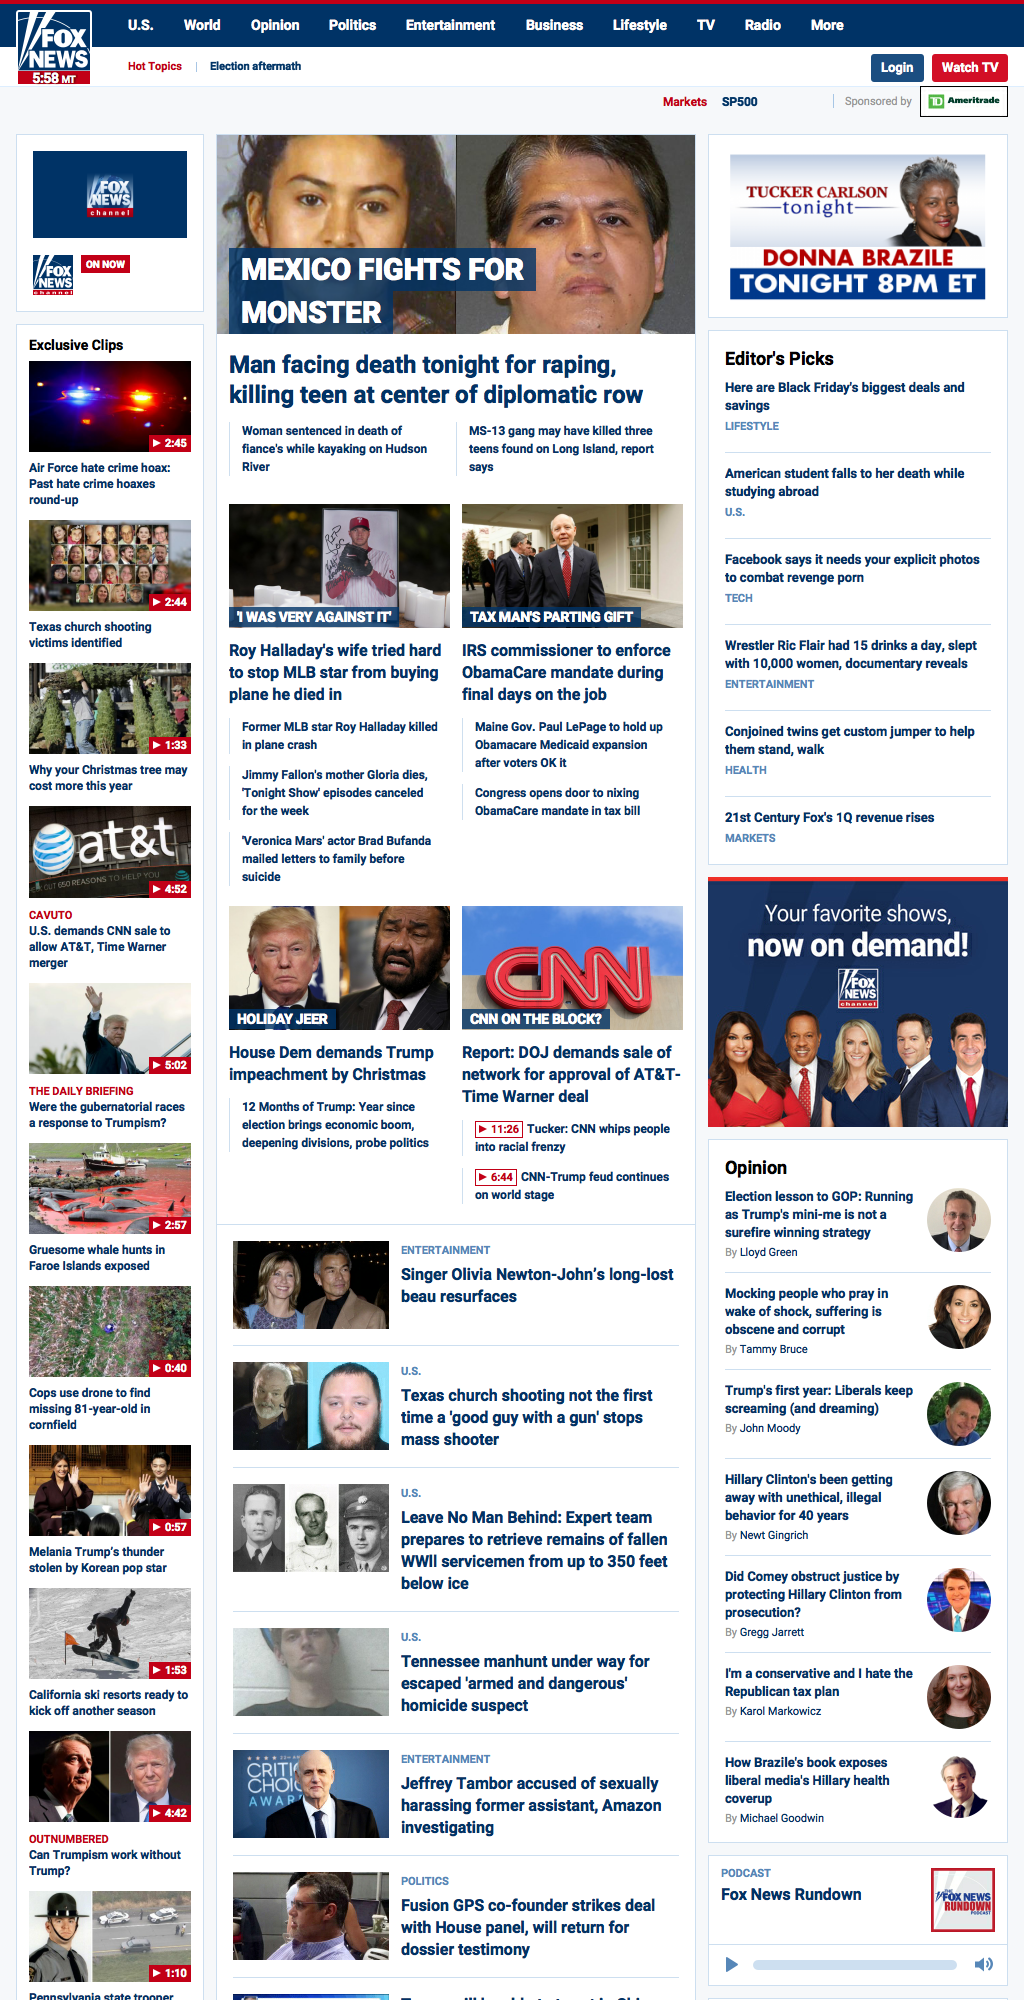 U.S. World Opinion Politics Entertainment Business Lifestyle TV Radio More
FOX
NEWS
5:58 MT
Hot Topics Election aftermath
Login Watch TV
Markets SP500 Sponsored by TD Ameritrade
FOX
NEWS
channel
FOX
NEWS
channel
ON NOW
Exclusive Clips
2:45
Air Force hate crime hoax:
Past hate crime hoaxes
round-up
2:44
Texas church shooting
victims identified
1:33
Why your Christmas tree may
cost more this year
at&t
650 REASONS TO HELP YOU
4:52
CAVUTO
U.S. demands CNN sale to
allow AT&T, Time Warner
merger
5:02
THE DAILY BRIEFING
Were the gubernatorial races
a response to Trumpism?
2:57
Gruesome whale hunts in
Faroe Islands exposed
0:40
Cops use drone to find
missing 81-year-old in
cornfield
0:57
Melania Trump's thunder
stolen by Korean pop star
1:53
California ski resorts ready to
kick off another season
4:42
OUTNUMBERED
Can Trumpism work without
Trump?
1:10
Pennsylvania state trooper
MEXICO FIGHTS FOR
MONSTER
Man facing death tonight for raping,
killing teen at center of diplomatic row
Woman sentenced in death of
fiance's while kayaking on Hudson
River
MS-13 gang may have killed three
teens found on Long Island, report
says
'I WAS VERY AGAINST IT'
Roy Halladay's wife tried hard
to stop MLB star from buying
plane he died in
Former MLB star Roy Halladay killed
in plane crash
Jimmy Fallon's mother Gloria dies,
'Tonight Show' episodes canceled
for the week
'Veronica Mars' actor Brad Bufanda
mailed letters to family before
suicide
TAX MAN'S PARTING GIFT
IRS commissioner to enforce
ObamaCare mandate during
final days on the job
Maine Gov. Paul LePage to hold up
Obamacare Medicaid expansion
after voters OK it
Congress opens door to nixing
ObamaCare mandate in tax bill
HOLIDAY JEER
House Dem demands Trump
impeachment by Christmas
12 Months of Trump: Year since
election brings economic boom,
deepening divisions, probe politics
CNN
CNN ON THE BLOCK?
Report: DOJ demands sale of
network for approval of AT&T-
Time Warner deal
11:26 Tucker: CNN whips people
into racial frenzy
6:44 CNN-Trump feud continues
on world stage
ENTERTAINMENT
Singer Olivia Newton-John’s long-lost
beau resurfaces
U.S.
Texas church shooting not the first
time a 'good guy with a gun' stops
mass shooter
U.S.
Leave No Man Behind: Expert team
prepares to retrieve remains of fallen
WWII servicemen from up to 350 feet
below ice
U.S.
Tennessee manhunt under way for
escaped 'armed and dangerous'
homicide suspect
ENTERTAINMENT
Jeffrey Tambor accused of sexually
harassing former assistant, Amazon
investigating
POLITICS
Fusion GPS co-founder strikes deal
with House panel, will return for
dossier testimony
TUCKER CARLSON
tonight
DONNA BRAZILE
TONIGHT 8PM ET
Editor's Picks
Here are Black Friday's biggest deals and
savings
LIFESTYLE
American student falls to her death while
studying abroad
U.S.
Facebook says it needs your explicit photos
to combat revenge porn
TECH
Wrestler Ric Flair had 15 drinks a day, slept
with 10,000 women, documentary reveals
ENTERTAINMENT
Conjoined twins get custom jumper to help
them stand, walk
HEALTH
21st Century Fox's 1Q revenue rises
MARKETS
Your favorite shows,
now on demand!
FOX
NEWS
channel
Opinion
Election lesson to GOP: Running
as Trump's mini-me is not a
surefire winning strategy
By Lloyd Green
Mocking people who pray in
wake of shock, suffering is
obscene and corrupt
By Tammy Bruce
Trump's first year: Liberals keep
screaming (and dreaming)
By John Moody
Hillary Clinton's been getting
away with unethical, illegal
behavior for 40 years
By Newt Gingrich
Did Comey obstruct justice by
protecting Hillary Clinton from
prosecution?
By Gregg Jarrett
I'm a conservative and I hate the
Republican tax plan
By Karol Markowicz
How Brazile's book exposes
liberal media's Hillary health
coverup
By Michael Goodwin
PODCAST
Fox News Rundown
THE
FOX NEWS
RUNDOWN
PODCAST